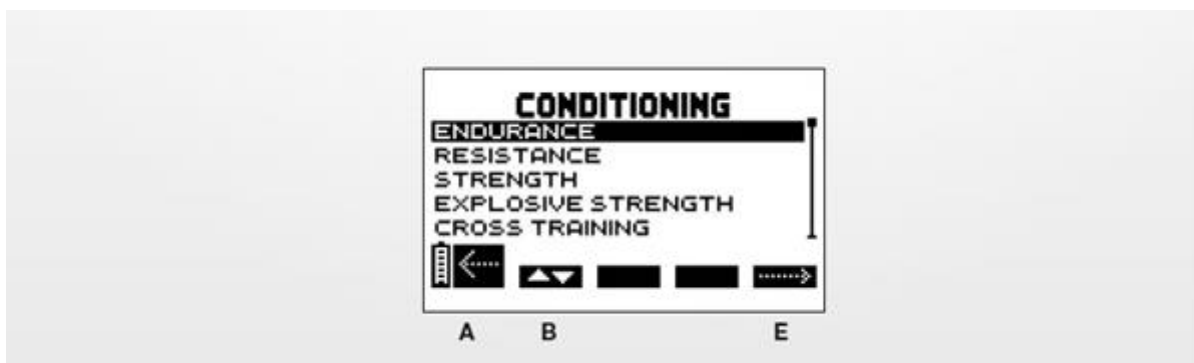 CONDITIONING
ENDURANCE
RESISTANCE
STRENGTH
EXPLOSIVE STRENGTH
CROSS TRAINING
A B E